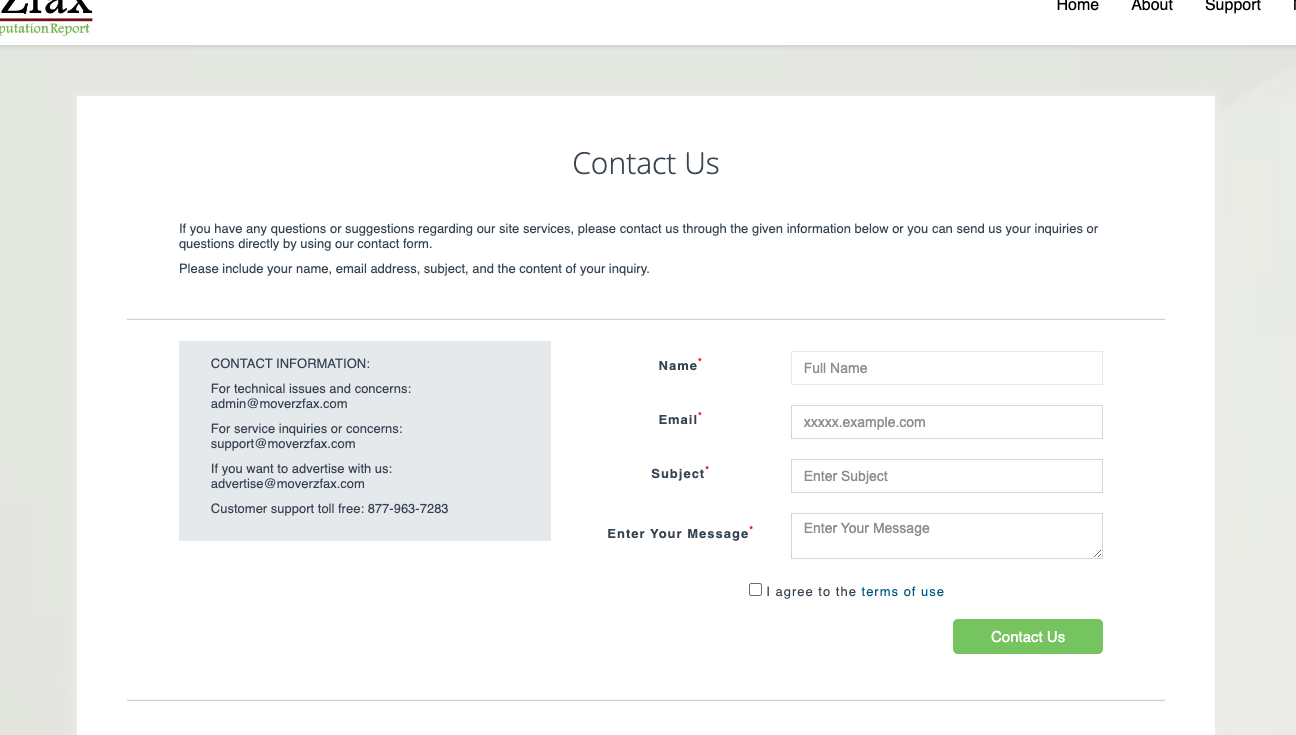 Home About Support
putationReport
Contact Us
If you have any questions or suggestions regarding our site services, please contact us through the given information below or you can send us your inquiries or
questions directly by using our contact form.
Please include your name, email address, subject, and the content of your inquiry.
CONTACT INFORMATION:
For technical issues and concerns:
admin@moverzfax.com
For service inquiries or concerns:
support@moverzfax.com
If you want to advertise with us:
advertise@moverzfax.com
Customer support toll free: 877-963-7283
Name* Full Name
Email* xxxxx.example.com
Subject* Enter Subject
Enter Your Message* Enter Your Message
I agree to the terms of use
Contact Us